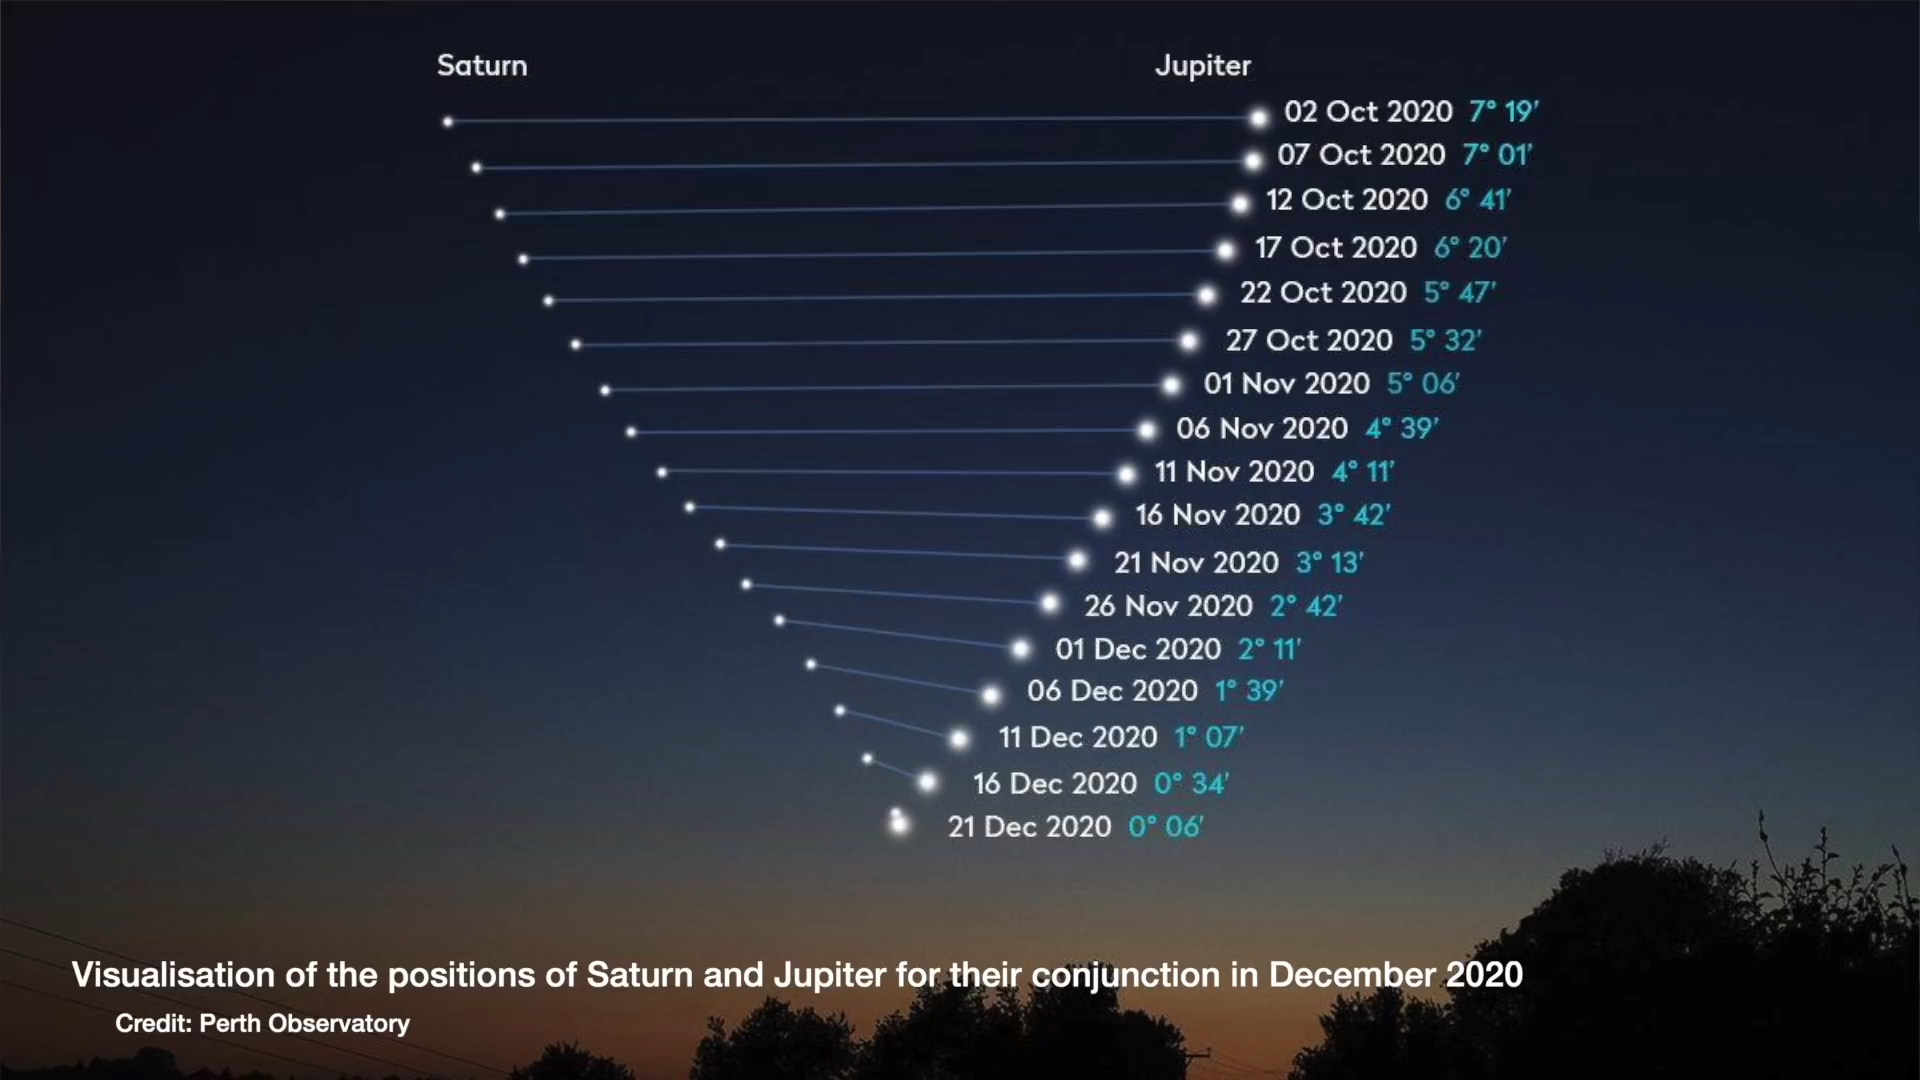 Saturn Jupiter
02 Oct 2020 7° 19’
07 Oct 2020 7° 01’
12 Oct 2020 6° 41’
17 Oct 2020 6° 20’
22 Oct 2020 5° 47’
27 Oct 2020 5° 32’
01 Nov 2020 5° 06’
06 Nov 2020 4° 39’
11 Nov 2020 4° 11’
16 Nov 2020 3° 42’
21 Nov 2020 3° 13’
26 Nov 2020 2° 42’
01 Dec 2020 2° 11’
06 Dec 2020 1° 39’
11 Dec 2020 1° 07’
16 Dec 2020 0° 34’
21 Dec 2020 0° 06’
Visualisation of the positions of Saturn and Jupiter for their conjunction in December 2020
Credit: Perth Observatory